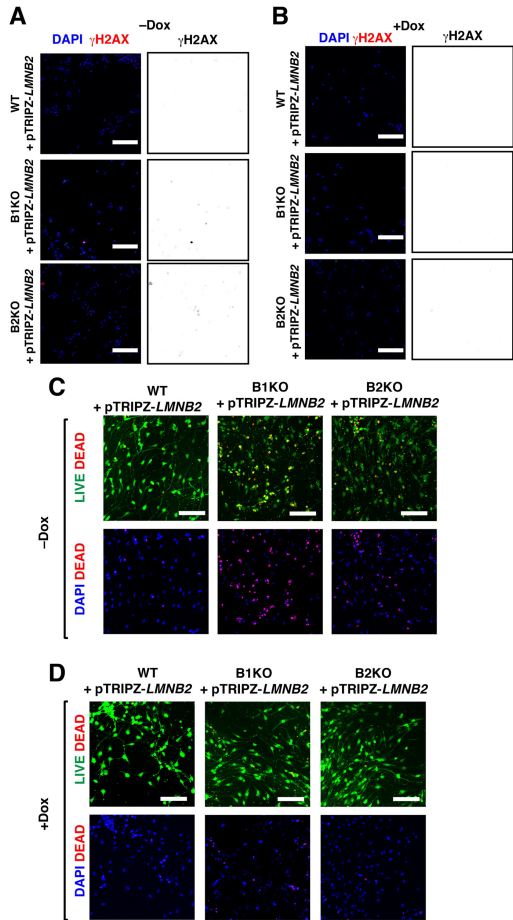 A
–Dox
DAPI γH2AX
γH2AX
WT
+ pTRIPZ-LMNB2
B1KO
+ pTRIPZ-LMNB2
B2KO
+ pTRIPZ-LMNB2
B
+Dox
DAPI γH2AX
γH2AX
WT
+ pTRIPZ-LMNB2
B1KO
+ pTRIPZ-LMNB2
B2KO
+ pTRIPZ-LMNB2
C
WT
+ pTRIPZ-LMNB2
B1KO
+ pTRIPZ-LMNB2
B2KO
+ pTRIPZ-LMNB2
–Dox
LIVE DEAD
DAPI DEAD
D
WT
+ pTRIPZ-LMNB2
B1KO
+ pTRIPZ-LMNB2
B2KO
+ pTRIPZ-LMNB2
+Dox
LIVE DEAD
DAPI DEAD